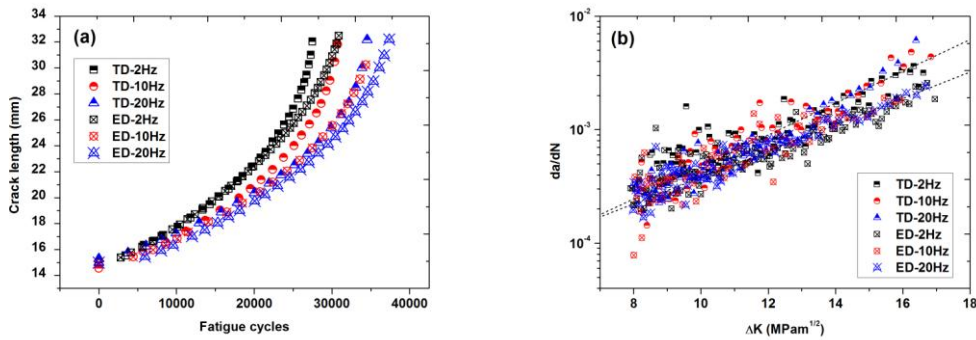 (a)
Crack length (mm)
34
32
30
28
26
24
22
20
18
16
14
TD-2Hz
TD-10Hz
TD-20Hz
ED-2Hz
ED-10Hz
ED-20Hz
0 10000 20000 30000 40000
Fatigue cycles
(b)
da/dN
10⁻²
10⁻³
10⁻⁴
TD-2Hz
TD-10Hz
TD-20Hz
ED-2Hz
ED-10Hz
ED-20Hz
8 10 12 14 16 18
ΔK (MPam¹/²)